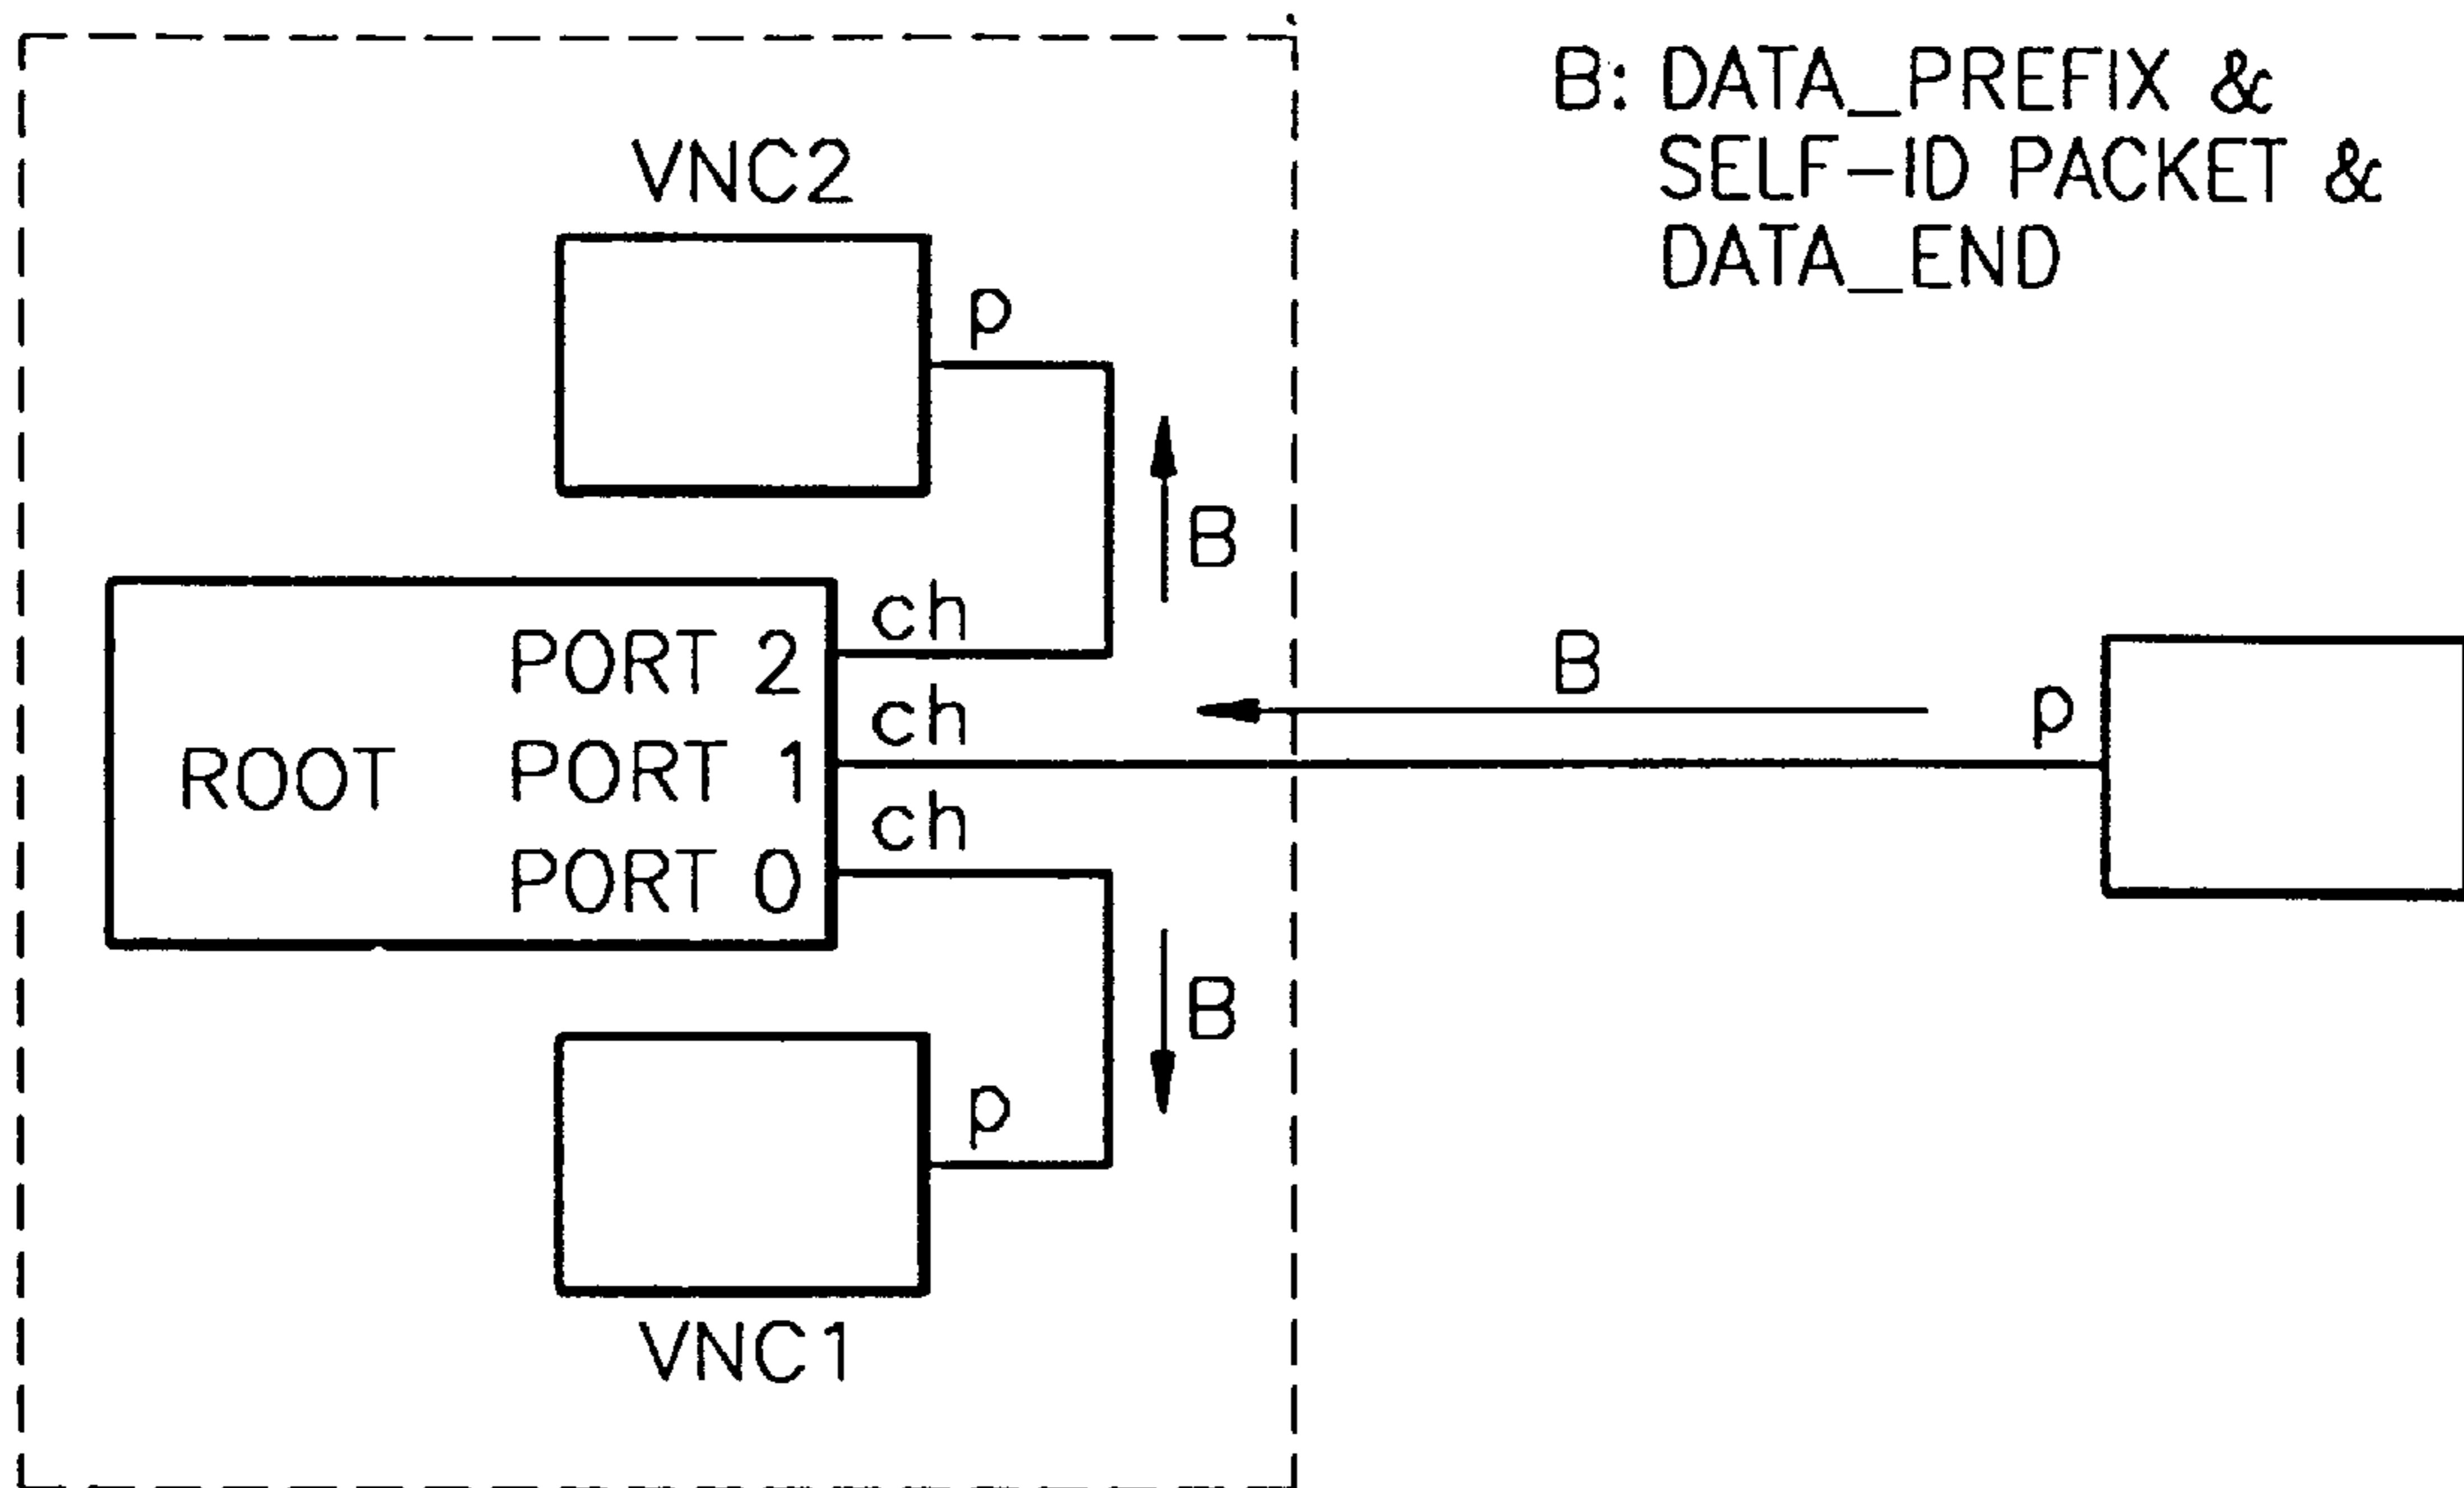 B: DATA_PREFIX &
SELF-ID PACKET &
DATA_END
VNC2
p
B
ch
PORT 2
B
p
ch
ROOT
PORT 1
ch
PORT 0
B
p
VNC1